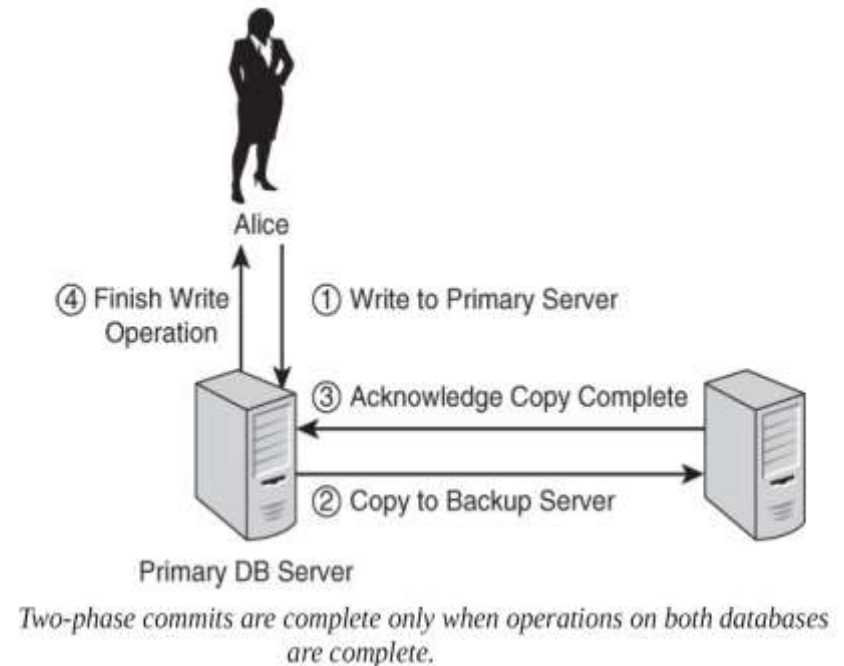 Alice
④ Finish Write
Operation
① Write to Primary Server
③ Acknowledge Copy Complete
② Copy to Backup Server
Primary DB Server
Two-phase commits are complete only when operations on both databases
are complete.